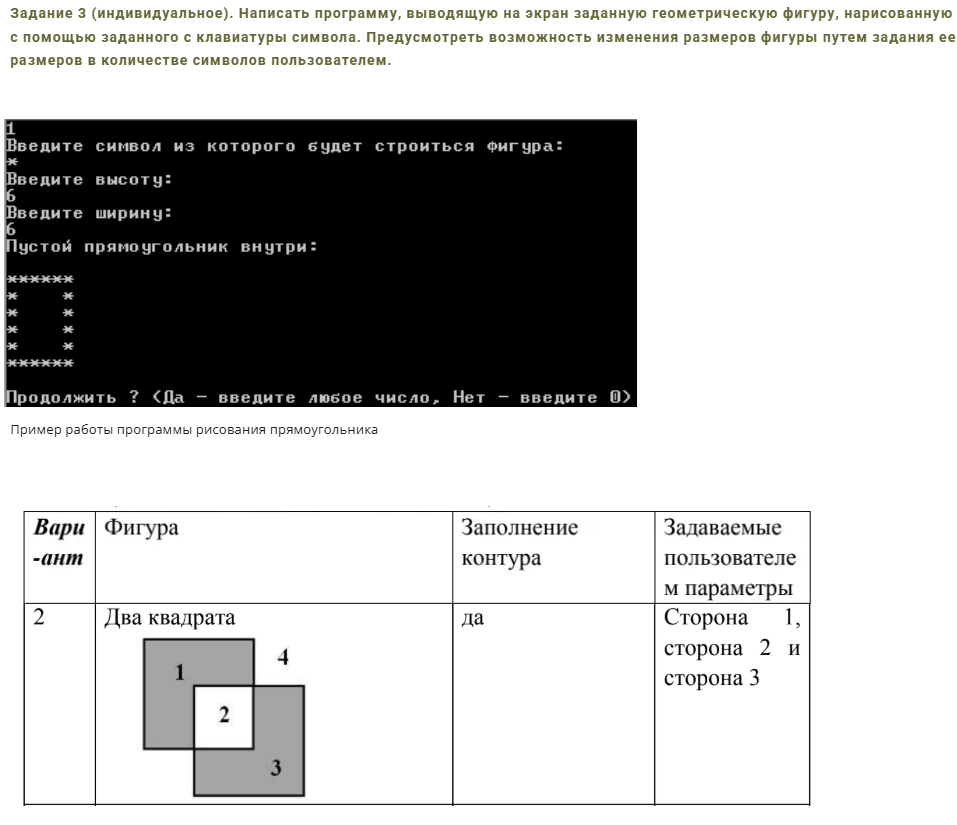 Задание 3 (индивидуальное). Написать программу, выводящую на экран заданную геометрическую фигуру, нарисованную
с помощью заданного с клавиатуры символа. Предусмотреть возможность изменения размеров фигуры путем задания ее
размеров в количестве символов пользователем.
1
Введите символ из которого будет строиться фигура:
*
Введите высоту:
6
Введите ширину:
6
Пустой прямоугольник внутри:
******
*    *
*    *
*    *
*    *
******
Продолжить ? (Да – введите любое число, Нет – введите 0)
Пример работы программы рисования прямоугольника
Вари Фигура Заполнение Задаваемые
-ант контура пользователе
м параметры
2 Два квадрата да Сторона 1,
сторона 2 и
сторона 3
4
1
2
3